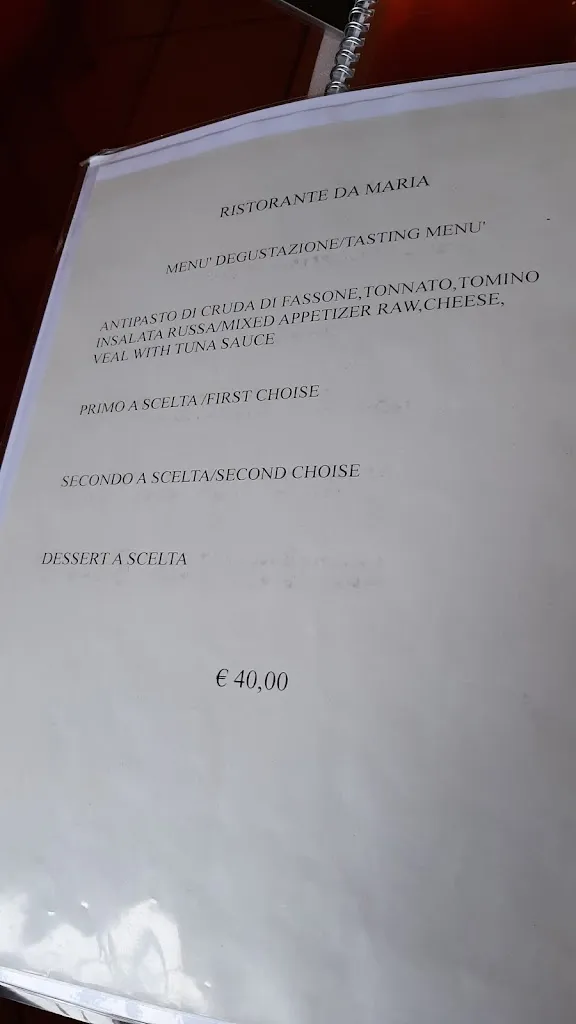 RISTORANTE DA MARIA
MENU' DEGUSTAZIONE/TASTING MENU'
ANTIPASTO DI CRUDA DI FASSONE,TONNATO,TOMINO
INSALATA RUSSA/MIXED APPETIZER RAW,CHEESE,
VEAL WITH TUNA SAUCE
PRIMO A SCELTA /FIRST CHOISE
SECONDO A SCELTA/SECOND CHOISE
DESSERT A SCELTA
€ 40,00